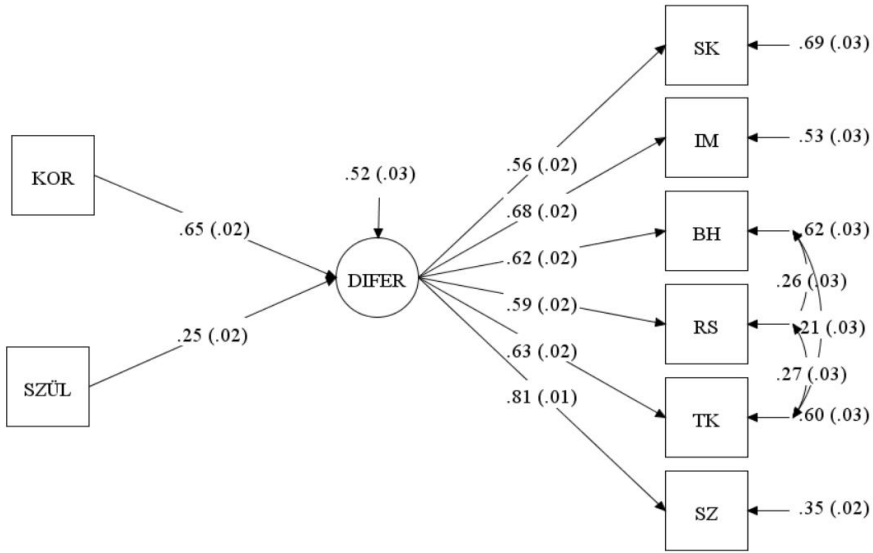 SK
.69 (.03)
IM
.53 (.03)
KOR
.52 (.03)
.56 (.02)
.65 (.02)
.68 (.02)
BH
.62 (.03)
DIFER
.62 (.02)
.26 (.03)
.25 (.02)
.59 (.02)
RS
.21 (.03)
.63 (.02)
.27 (.03)
SZÜL
.81 (.01)
TK
.60 (.03)
SZ
.35 (.02)